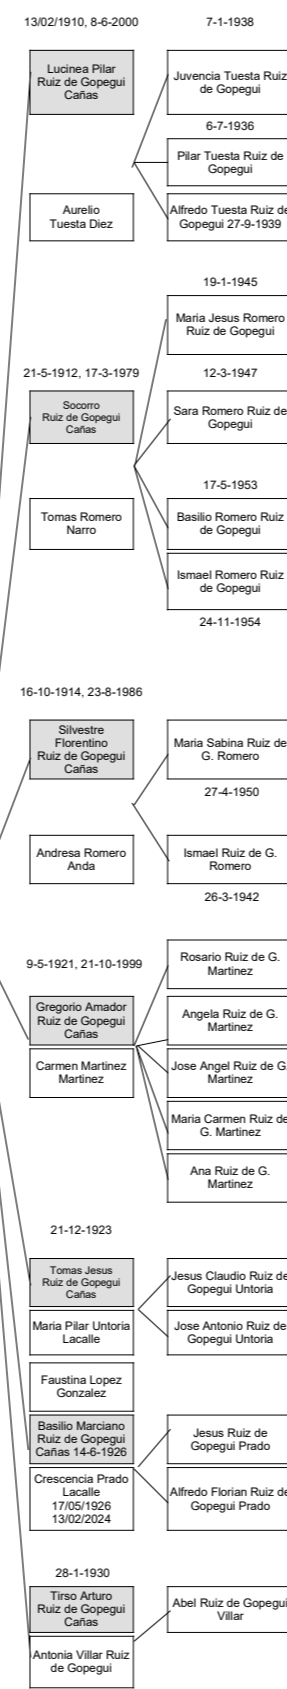 13/02/1910, 8-6-2000
7-1-1938
Lucinea Pilar
Ruiz de Gopegui
Cañas
Juvencia Tuesta Ruiz
de Gopegui
6-7-1936
Pilar Tuesta Ruiz de
Gopegui
Aurelio
Tuesta Diez
Alfredo Tuesta Ruiz de
Gopegui 27-9-1939
19-1-1945
Maria Jesus Romero
Ruiz de Gopegui
21-5-1912, 17-3-1979
12-3-1947
Socorro
Ruiz de Gopegui
Cañas
Sara Romero Ruiz de
Gopegui
17-5-1953
Tomas Romero
Narro
Basilio Romero Ruiz
de Gopegui
Ismael Romero Ruiz
de Gopegui
24-11-1954
16-10-1914, 23-8-1986
Silvestre
Florentino
Ruiz de Gopegui
Cañas
Maria Sabina Ruiz de
G. Romero
27-4-1950
Andresa Romero
Anda
Ismael Ruiz de G.
Romero
26-3-1942
9-5-1921, 21-10-1999
Rosario Ruiz de G.
Martinez
Gregorio Amador
Ruiz de Gopegui
Cañas
Angela Ruiz de G.
Martinez
Carmen Martinez
Martinez
Jose Angel Ruiz de G.
Martinez
Maria Carmen Ruiz de
G. Martinez
Ana Ruiz de G.
Martinez
21-12-1923
Tomas Jesus
Ruiz de Gopegui
Cañas
Jesus Claudio Ruiz de
Gopegui Untoria
Maria Pilar Untoria
Lacalle
Jose Antonio Ruiz de
Gopegui Untoria
Faustina Lopez
Gonzalez
Basilio Marciano
Ruiz de Gopegui
Cañas 14-6-1926
Jesus Ruiz de
Gopegui Prado
Crescencia Prado
Lacalle
17/05/1926
13/02/2024
Alfredo Florian Ruiz de
Gopegui Prado
28-1-1930
Tirso Arturo
Ruiz de Gopegui
Cañas
Abel Ruiz de Gopegui
Villar
Antonia Villar Ruiz
de Gopegui